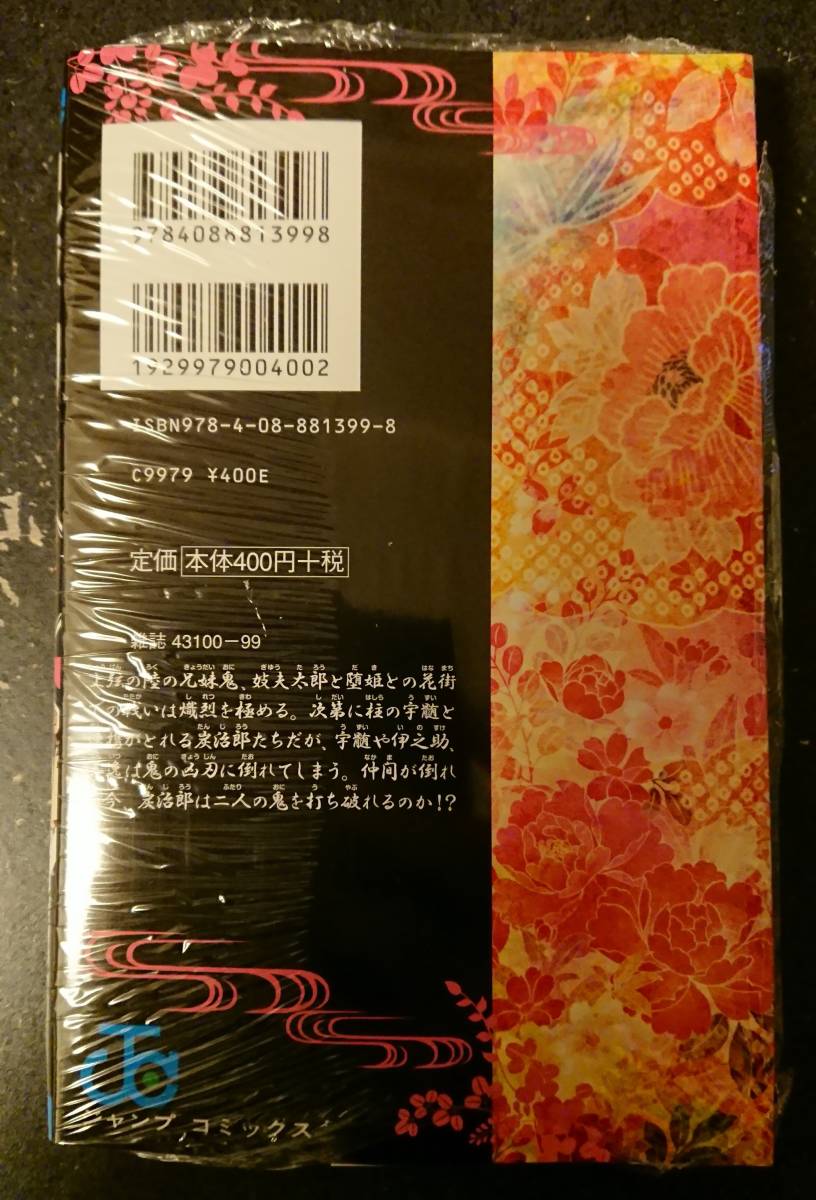 9784088813998
1929979004002
ISBN978-4-08-881399-8
C9979 ¥400E
定価 本体400円+税
雑誌 43100-99
上弦の陸の兄妹鬼、妓夫太郎と堕姫との花街
の戦いは熾烈を極める。次第に柱の宇髄と
がとれる炭治郎たちだが、宇髄や伊之助、
は鬼の凶刃に倒れてしまう。仲間が倒れ
今、炭治郎は二人の鬼を打ち破れるのか!?
ジャンプ コミックス